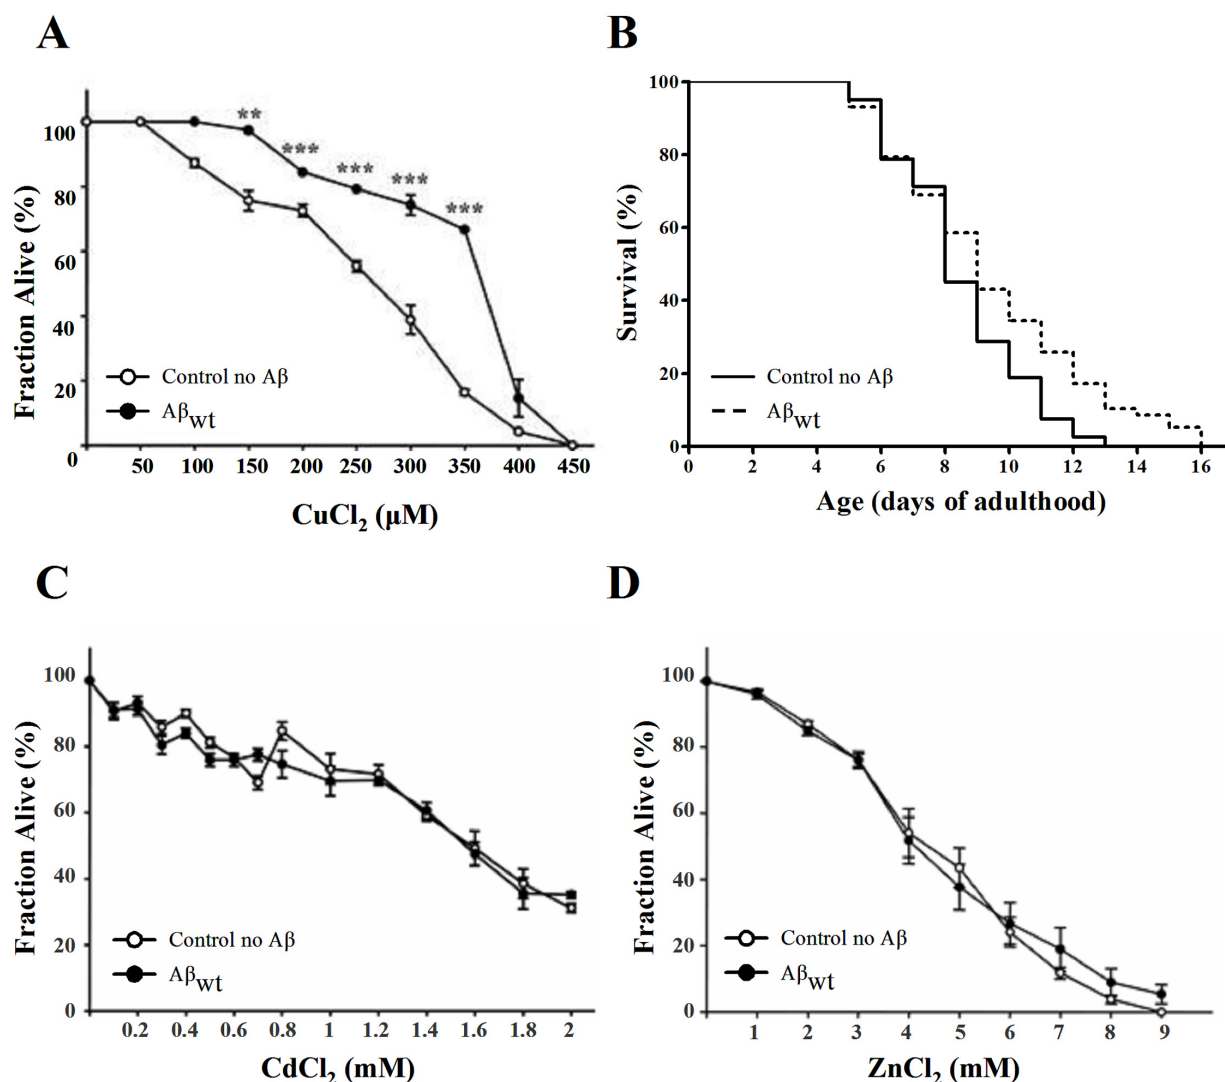 A
Fraction Alive (%)
100
80
60
40
20
0
** *** *** *** ***
Control no Aβ
Aβwt
50 100 150 200 250 300 350 400 450
CuCl2 (μM)
B
Survival (%)
100
80
60
40
20
0
Control no Aβ
Aβwt
0 2 4 6 8 10 12 14 16
Age (days of adulthood)
C
Fraction Alive (%)
100
80
60
40
20
0
Control no Aβ
Aβwt
0.2 0.4 0.6 0.8 1 1.2 1.4 1.6 1.8 2
CdCl2 (mM)
D
Fraction Alive (%)
100
80
60
40
20
0
Control no Aβ
Aβwt
1 2 3 4 5 6 7 8 9
ZnCl2 (mM)